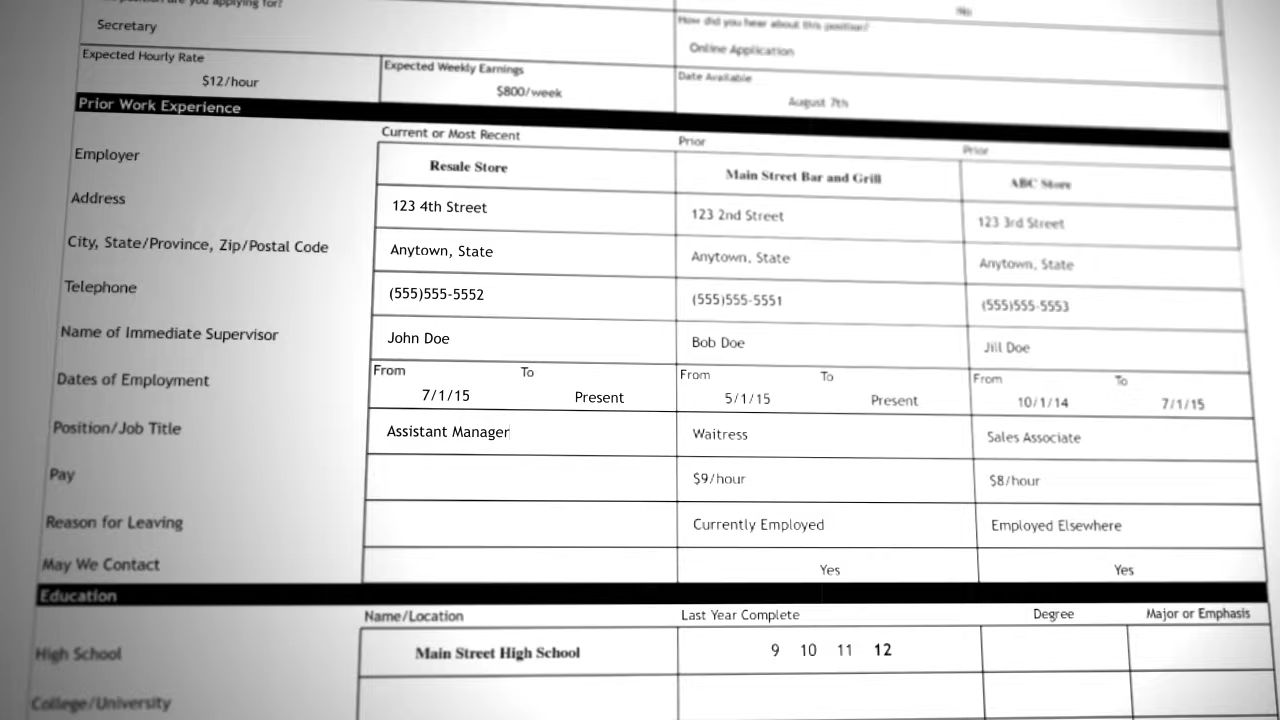 position are you applying for?
Secretary
No
How did you hear about this position?
Online Application
Expected Hourly Rate
$12/hour
Expected Weekly Earnings
$800/week
Date Available
August 7th
Prior Work Experience
Current or Most Recent
Prior
Prior
Employer
Resale Store
Main Street Bar and Grill
ABC Store
Address
123 4th Street
123 2nd Street
123 3rd Street
City, State/Province, Zip/Postal Code
Anytown, State
Anytown, State
Anytown, State
Telephone
(555)555-5552
(555)555-5551
(555)555-5553
Name of Immediate Supervisor
John Doe
Bob Doe
Jill Doe
Dates of Employment
From To
7/1/15 Present
From To
5/1/15 Present
From To
10/1/14 7/1/15
Position/Job Title
Assistant Manager
Waitress
Sales Associate
Pay
$9/hour
$8/hour
Reason for Leaving
Currently Employed
Employed Elsewhere
May We Contact
Yes
Yes
Education
Name/Location
Last Year Complete
Degree
Major or Emphasis
High School
Main Street High School
9 10 11 12
College/University